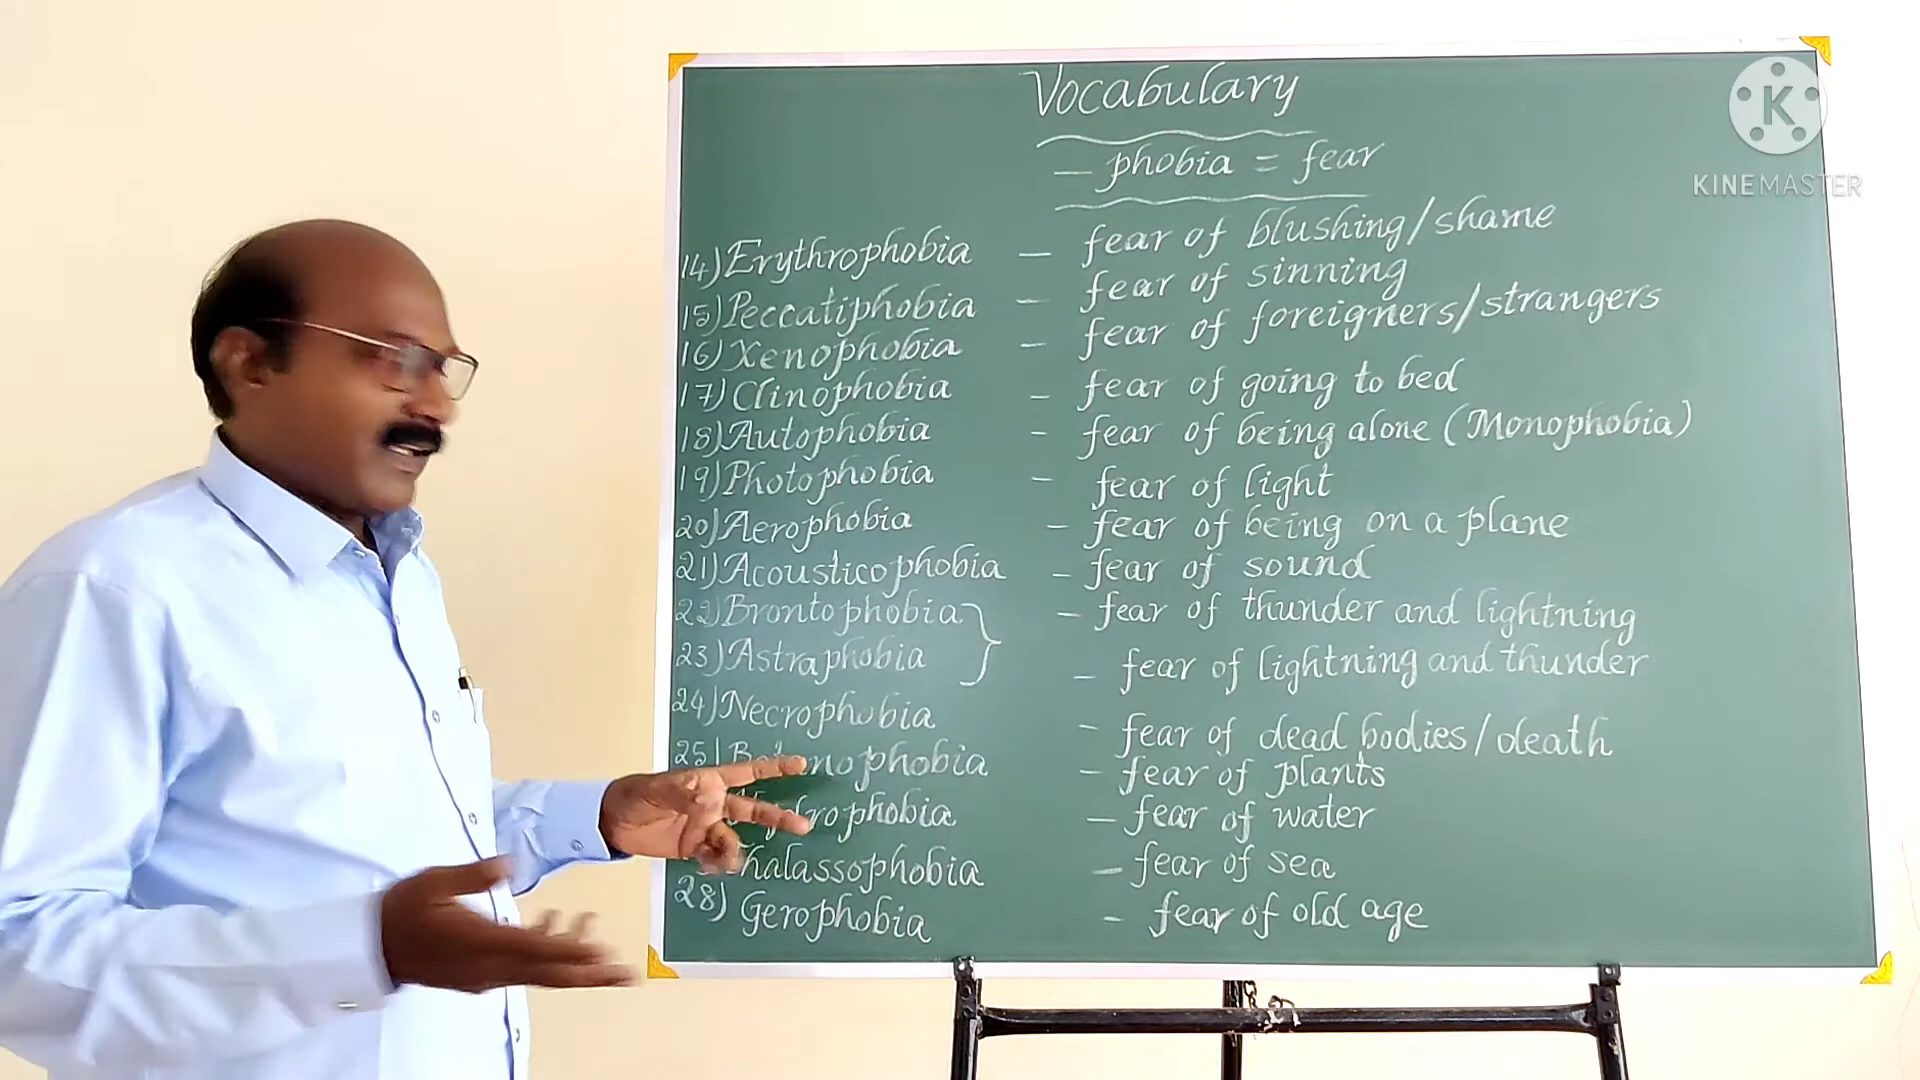 Vocabulary
— phobia = fear
14) Erythrophobia — fear of blushing/shame
15) Peccatiphobia — fear of sinning
16) Xenophobia — fear of foreigners/strangers
17) Clinophobia – fear of going to bed
18) Autophobia – fear of being alone (Monophobia)
19) Photophobia – fear of light
20) Aerophobia – fear of being on a plane
21) Acousticophobia – fear of sound
22) Brontophobia – fear of thunder and lightning
23) Astraphobia – fear of lightning and thunder
24) Necrophobia – fear of dead bodies/death
25) Botanophobia – fear of plants
Hydrophobia – fear of water
Thalassophobia – fear of sea
28) Gerophobia – fear of old age
K
KINEMASTER